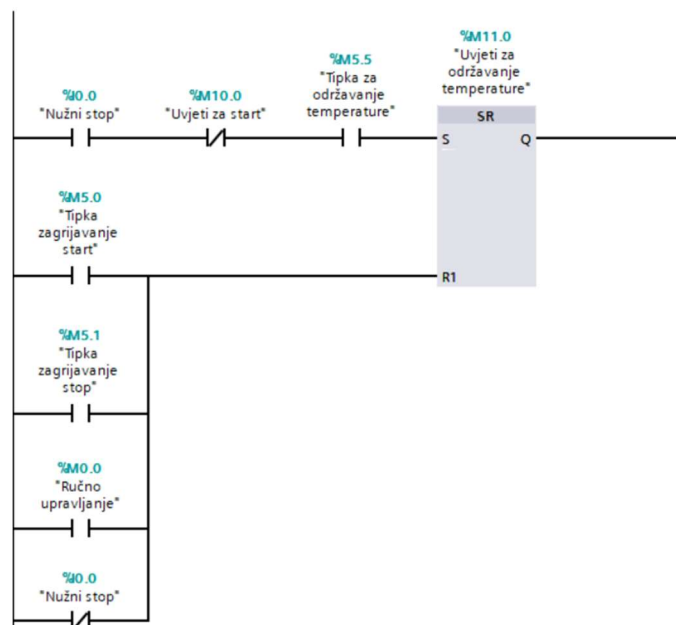 %M11.0
"Uvjeti za
održavanje
temperature"
%M5.5
"Tipka za
održavanje
temperature"
%I0.0
"Nužni stop"
%M10.0
"Uvjeti za start"
SR
S
Q
%M5.0
"Tipka
zagrijavanje
start"
R1
%M5.1
"Tipka
zagrijavanje
stop"
%M0.0
"Ručno
upravljanje"
%I0.0
"Nužni stop"